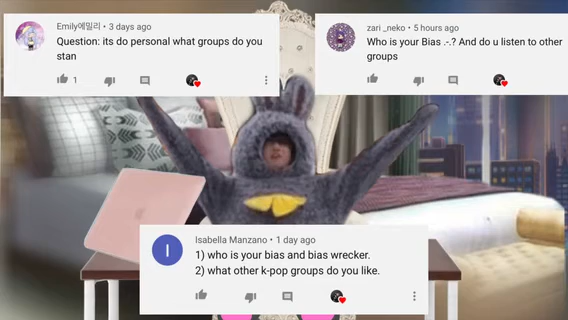 Emily에밀리 • 3 days ago
Question: its do personal what groups do you
stan
1
zari _neko • 5 hours ago
Who is your Bias .-.? And do u listen to other
groups
I
Isabella Manzano • 1 day ago
1) who is your bias and bias wrecker.
2) what other k-pop groups do you like.